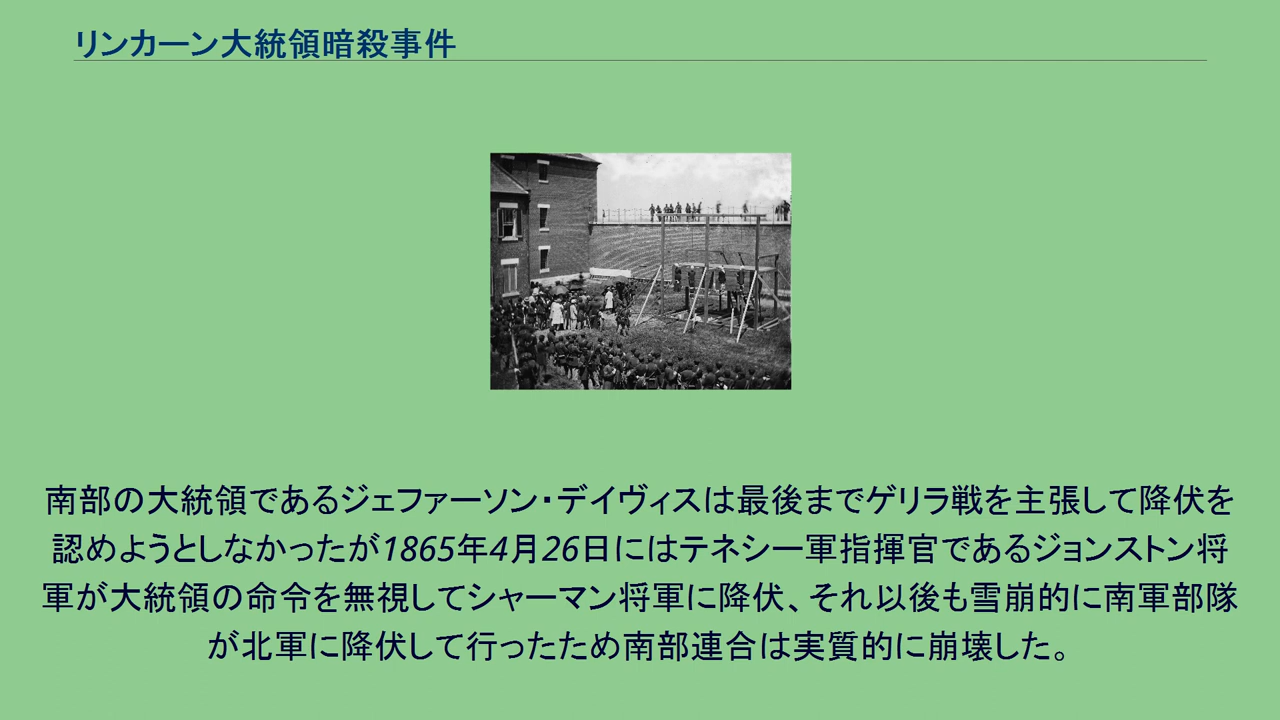 リンカーン大統領暗殺事件
南部の大統領であるジェファーソン・デイヴィスは最後までゲリラ戦を主張して降伏を
認めようとしなかったが1865年4月26日にはテネシー軍指揮官であるジョンストン将
軍が大統領の命令を無視してシャーマン将軍に降伏、それ以後も雪崩的に南軍部隊
が北軍に降伏して行ったため南部連合は実質的に崩壊した。